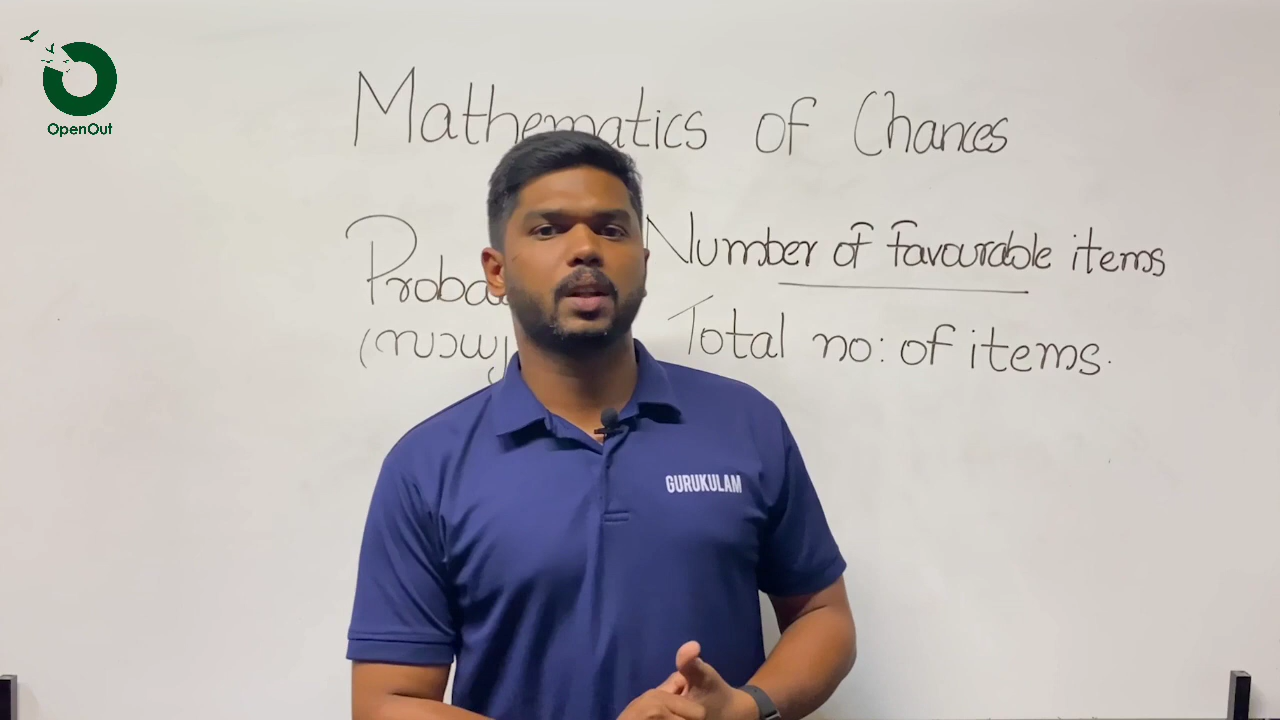 OpenOut
Mathematics of Chances
Number of favourable items
Total no: of items.
GURUKULAM